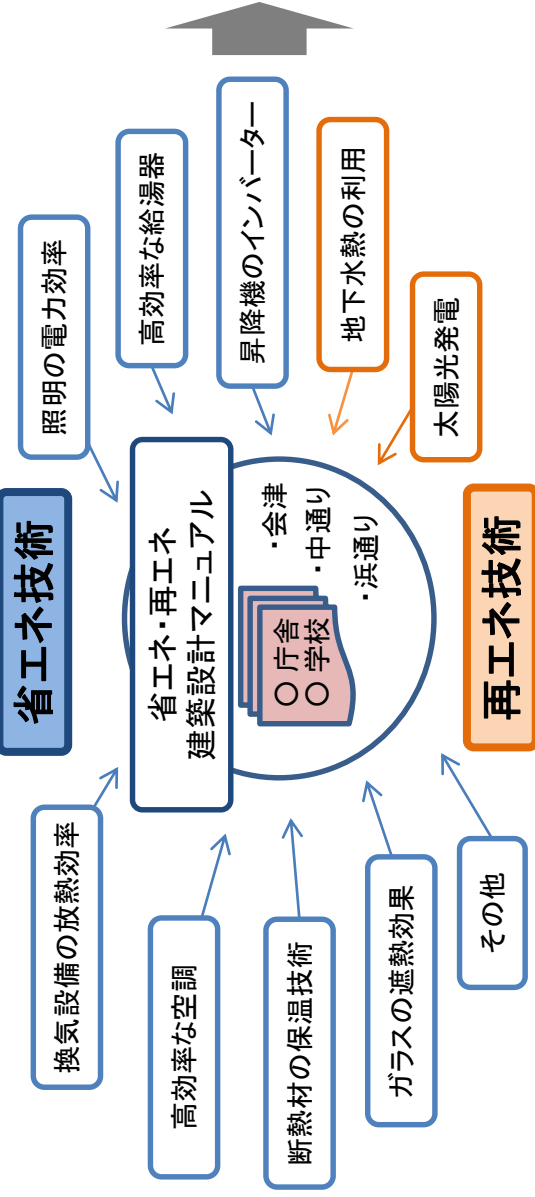 省エネ技術
換気設備の放熱効率
照明の電力効率
高効率な空調
高効率な給湯器
省エネ・再エネ
建築設計マニュアル
断熱材の保温技術
昇降機のインバーター
○庁舎
○学校
・会津
・中通り
・浜通り
ガラスの遮熱効果
地下水熱の利用
その他
太陽光発電
再エネ技術